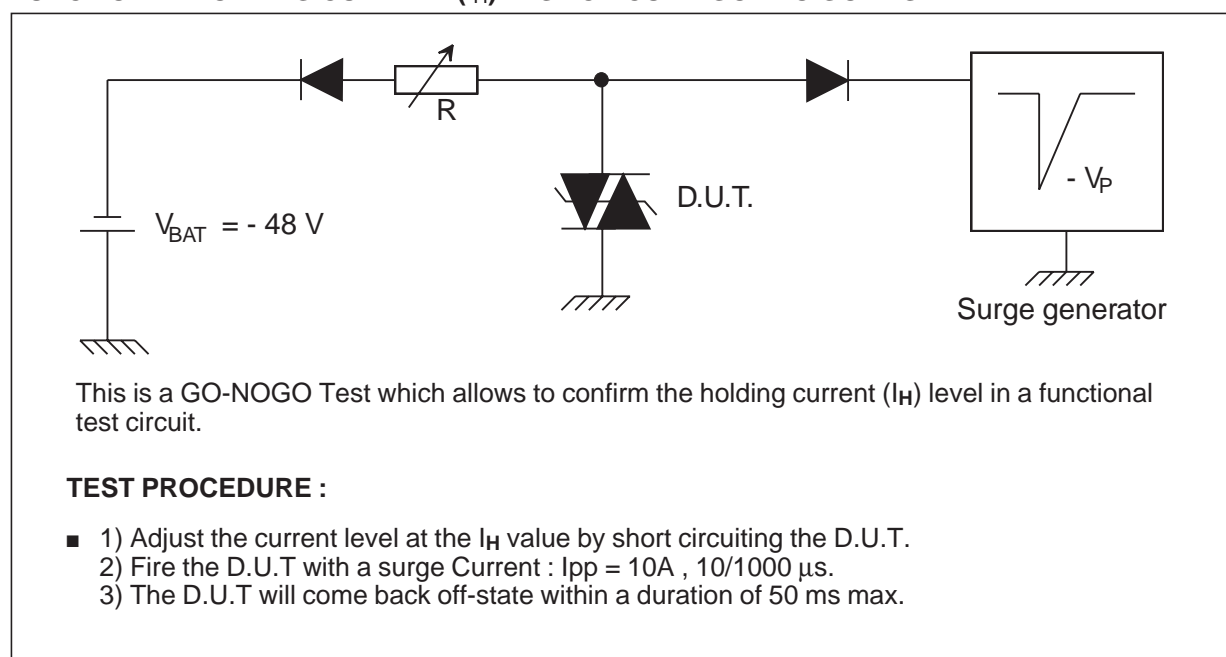 R
D.U.T.
V_BAT = - 48 V
- V_P
Surge generator
This is a GO-NOGO Test which allows to confirm the holding current (I_H) level in a functional
test circuit.
TEST PROCEDURE :
■ 1) Adjust the current level at the I_H value by short circuiting the D.U.T.
2) Fire the D.U.T with a surge Current : Ipp = 10A , 10/1000 μs.
3) The D.U.T will come back off-state within a duration of 50 ms max.